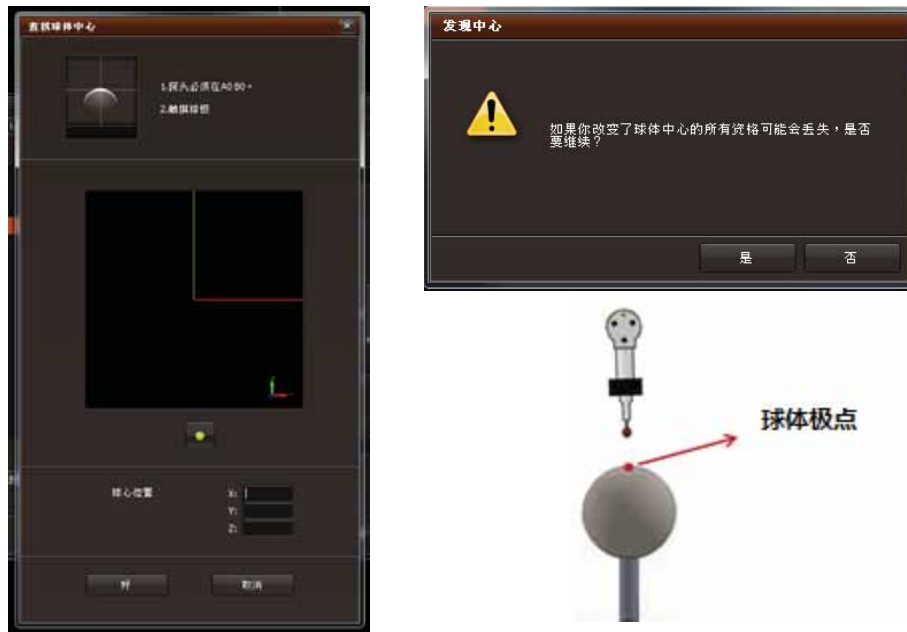 查找球体中心
1.探头必须在A0 B0。
2.触摸按钮
球心位置
X:
Y:
Z:
好
取消
发现中心
如果你改变了球体中心的所有资格可能会丢失，是否
要继续？
是
否
球体极点